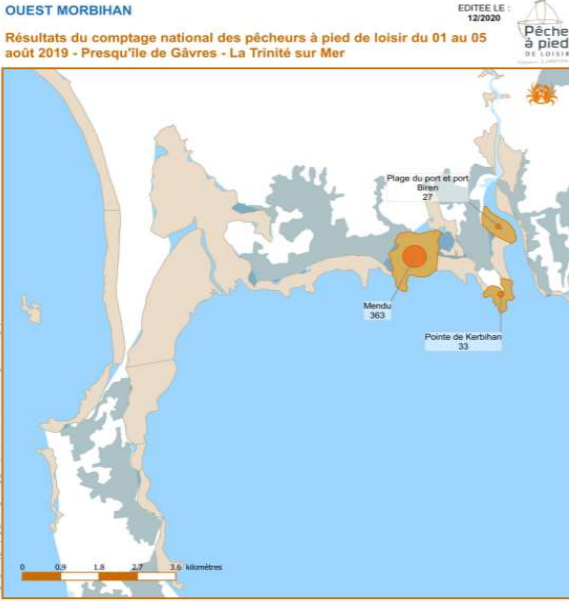 OUEST MORBIHAN
EDITEE LE :
12/2020
Pêche
à pied
DE LOISIR
Résultats du comptage national des pêcheurs à pied de loisir du 01 au 05
août 2019 - Presqu'île de Gâvres - La Trinité sur Mer
Plage du port et port
Biren
27
Mendu
363
Pointe de Kerbihan
33
0 0.9 1.8 2.7 3.6 kilomètres